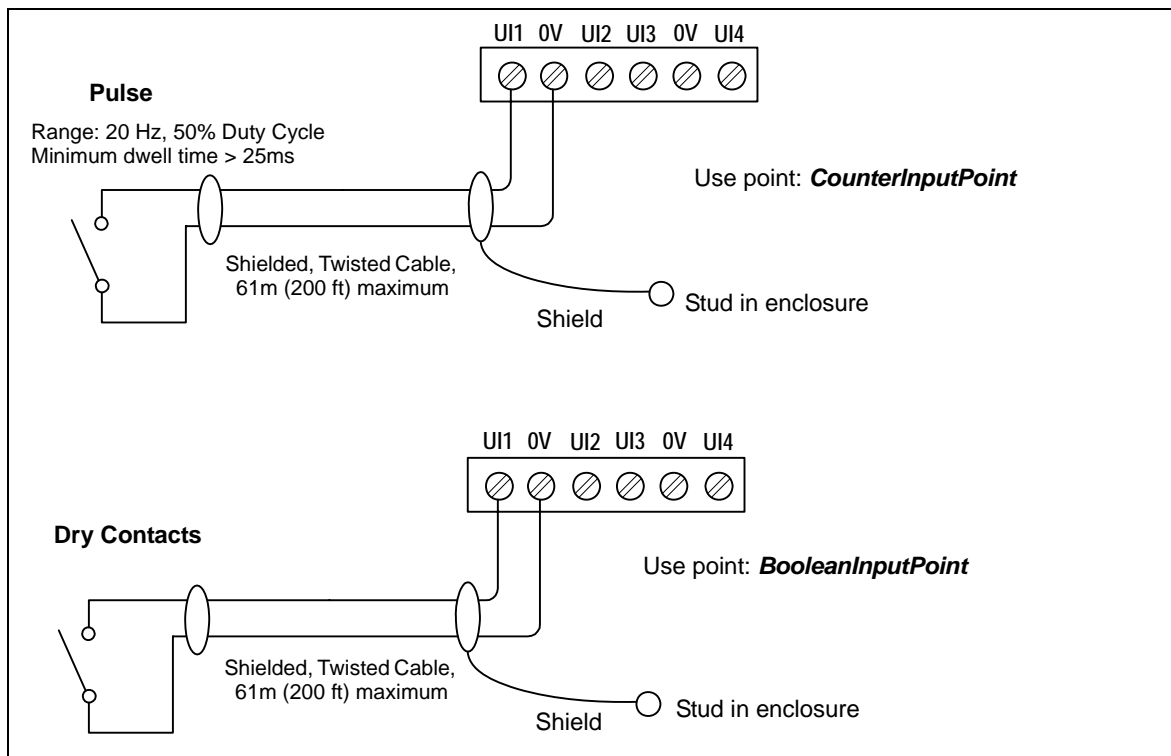 UI1 0V UI2 UI3 0V UI4
Pulse
Range: 20 Hz, 50% Duty Cycle
Minimum dwell time > 25ms
Use point: CounterInputPoint
Shielded, Twisted Cable,
61m (200 ft) maximum
Stud in enclosure
Shield
UI1 0V UI2 UI3 0V UI4
Dry Contacts
Use point: BooleanInputPoint
Shielded, Twisted Cable,
61m (200 ft) maximum
Stud in enclosure
Shield